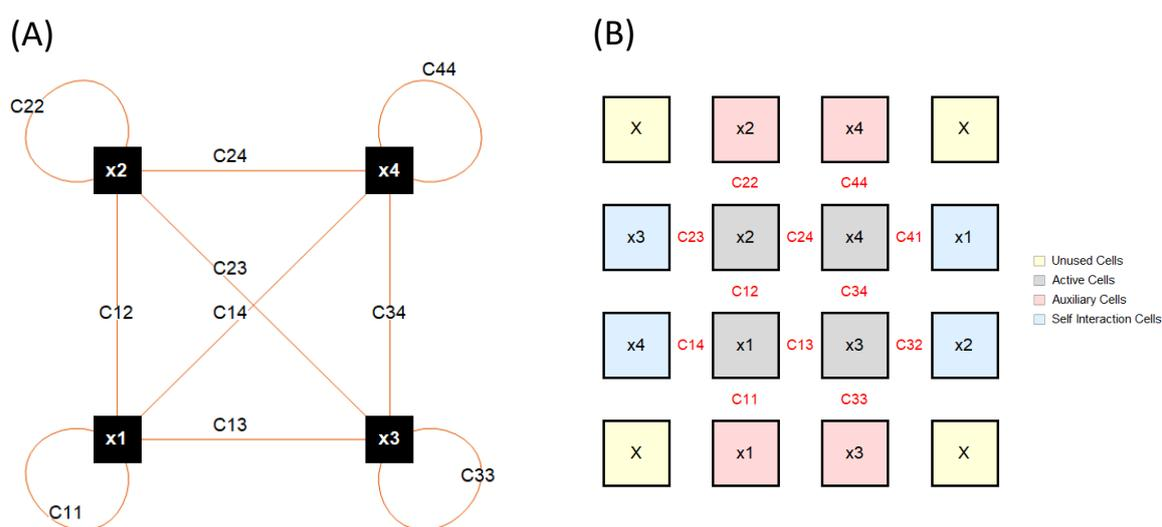 (A)
C44
C22
x2
C24
x4
C23
C12
C14
C34
x1
C13
x3
C33
C11
(B)
X x2 x4 X
C22 C44
x3 C23 x2 C24 x4 C41 x1
C12 C34
x4 C14 x1 C13 x3 C32 x2
C11 C33
X x1 x3 X
Unused Cells
Active Cells
Auxiliary Cells
Self Interaction Cells